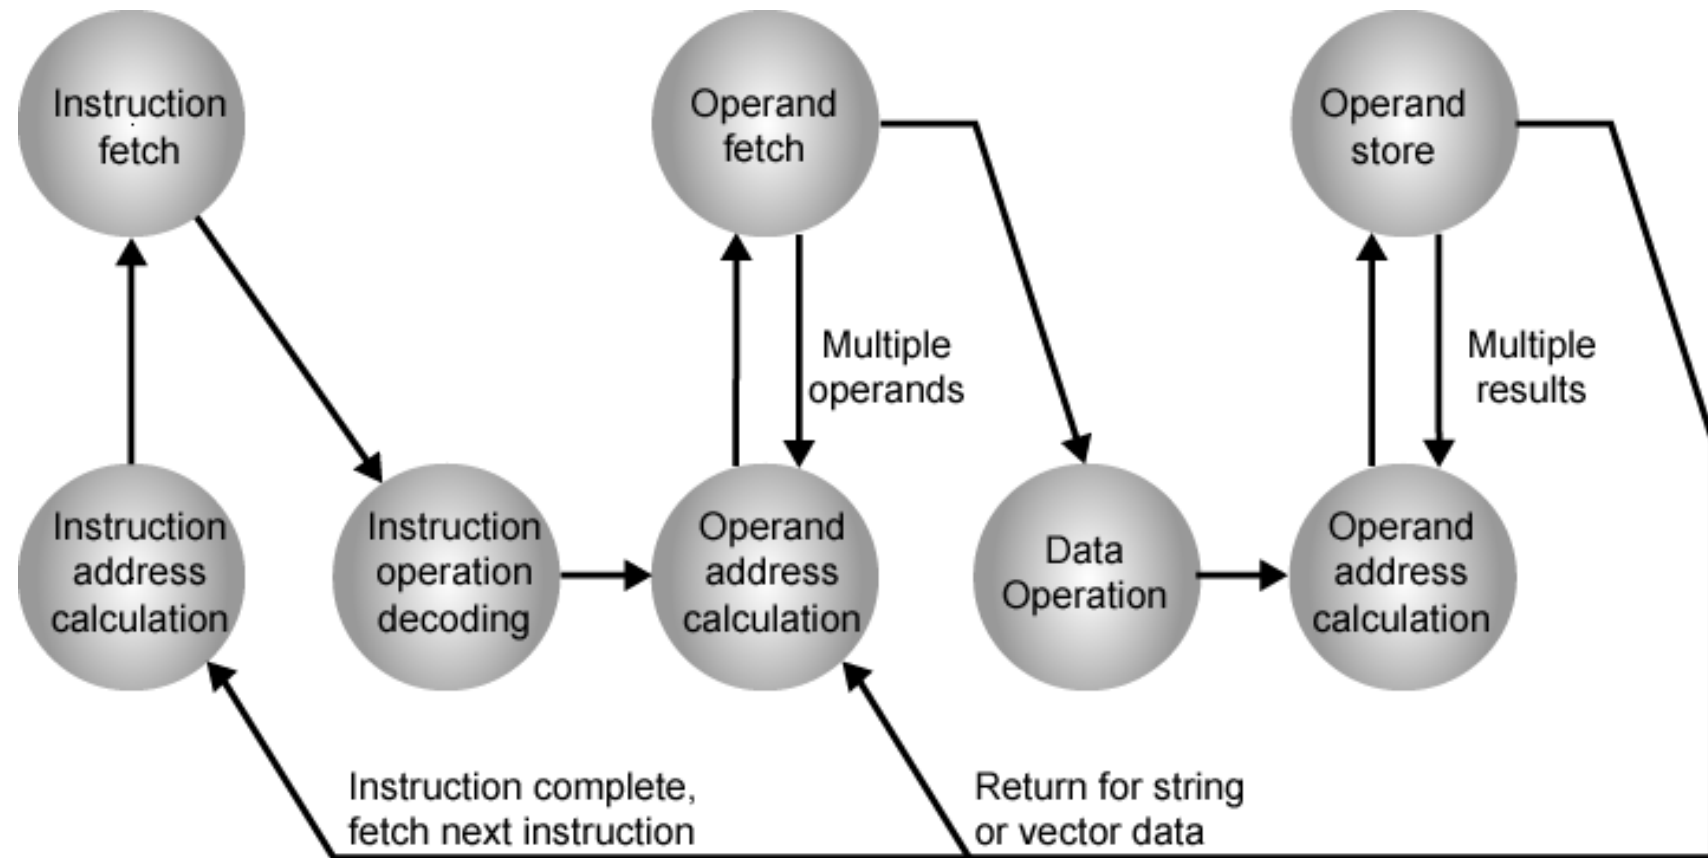 Instruction
fetch
Operand
fetch
Operand
store
Multiple
operands
Multiple
results
Instruction
address
calculation
Instruction
operation
decoding
Operand
address
calculation
Data
Operation
Operand
address
calculation
Instruction complete,
fetch next instruction
Return for string
or vector data